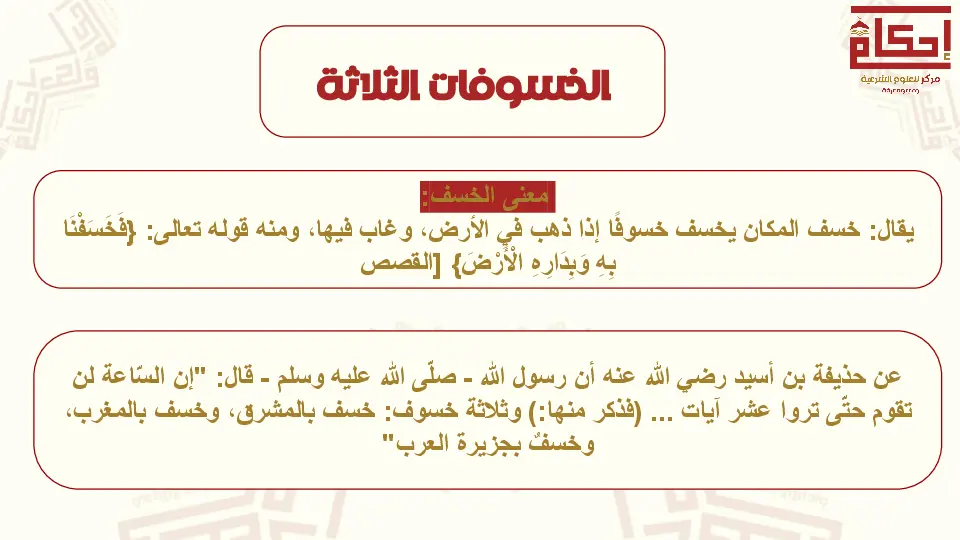 إحكام
مركز للعلوم الشرعية
الخسوفات الثلاثة
معنى الخسف:
يقال: خسف المكان يخسف خسوفًا إذا ذهب في الأرض، وغاب فيها، ومنه قوله تعالى: {فَخَسَفْنَا
بِهِ وَبِدَارِهِ الْأَرْضَ} [القصص
عن حذيفة بن أسيد رضي الله عنه أن رسول الله - صلّى الله عليه وسلم - قال: "إن السّاعة لن
تقوم حتّى تروا عشر آيات ... (فذكر منها:) وثلاثة خسوف: خسف بالمشرق، وخسف بالمغرب،
وخسفٌ بجزيرة العرب"